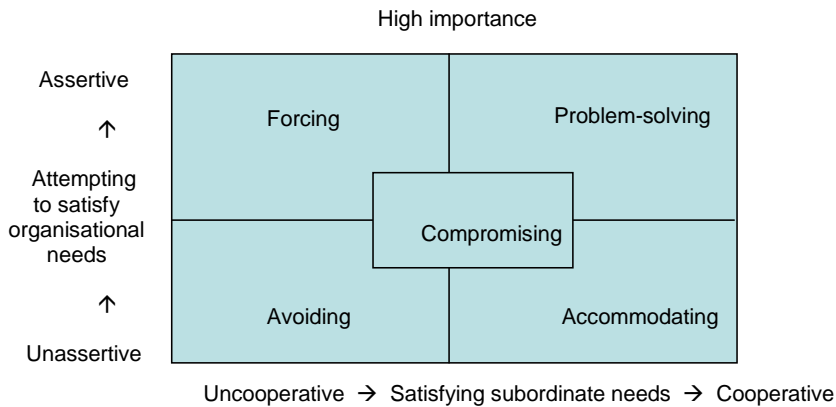 High importance
Assertive
↑
Forcing
Problem-solving
Attempting
to satisfy
organisational
needs
Compromising
↑
Avoiding
Accommodating
Unassertive
Uncooperative → Satisfying subordinate needs → Cooperative